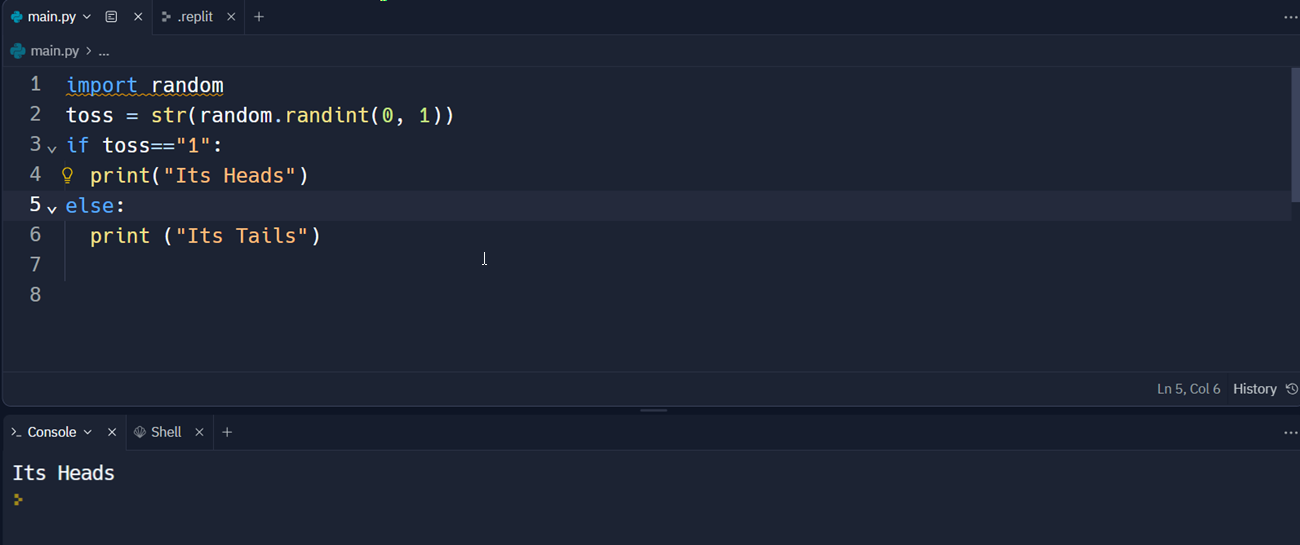 main.py .replit
main.py > ...
1 import random
2 toss = str(random.randint(0, 1))
3 if toss=="1":
4 print("Its Heads")
5 else:
6 print ("Its Tails")
7
8
Ln 5, Col 6 History
Console Shell
Its Heads